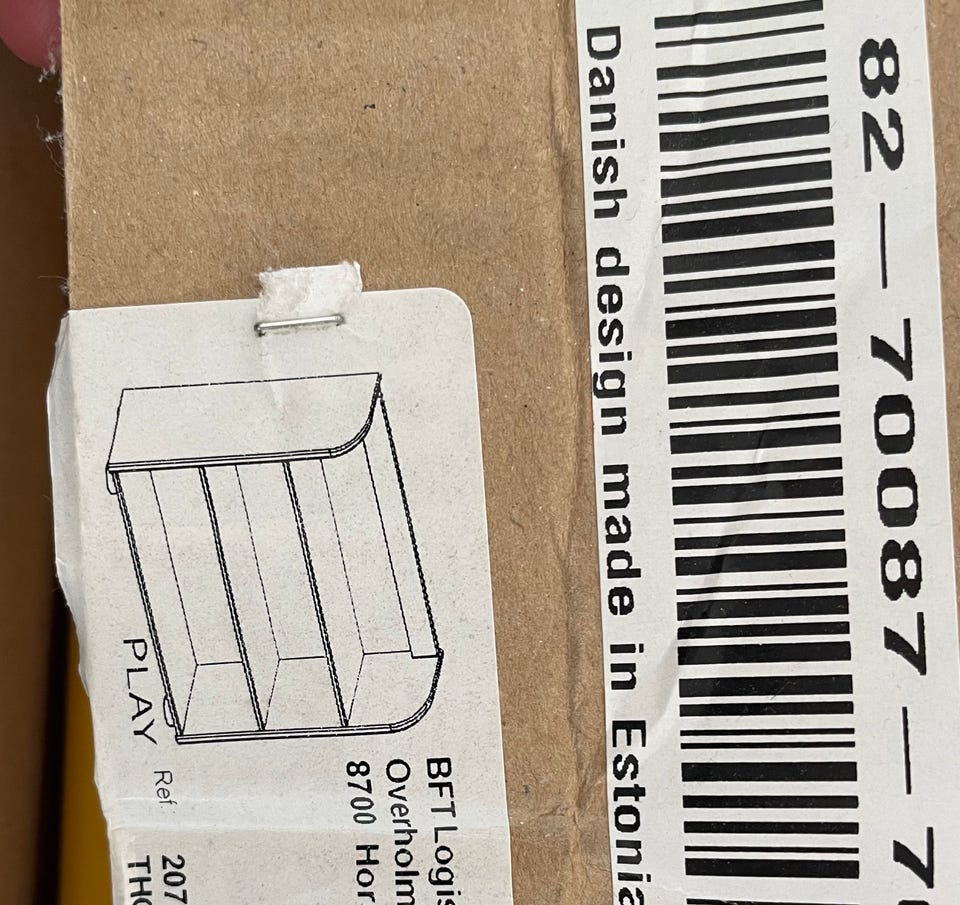 82-70087-7
Danish design made in Estonia
BFT Logis
Overholm
8700 Hor
PLAY
Ref 207
THO